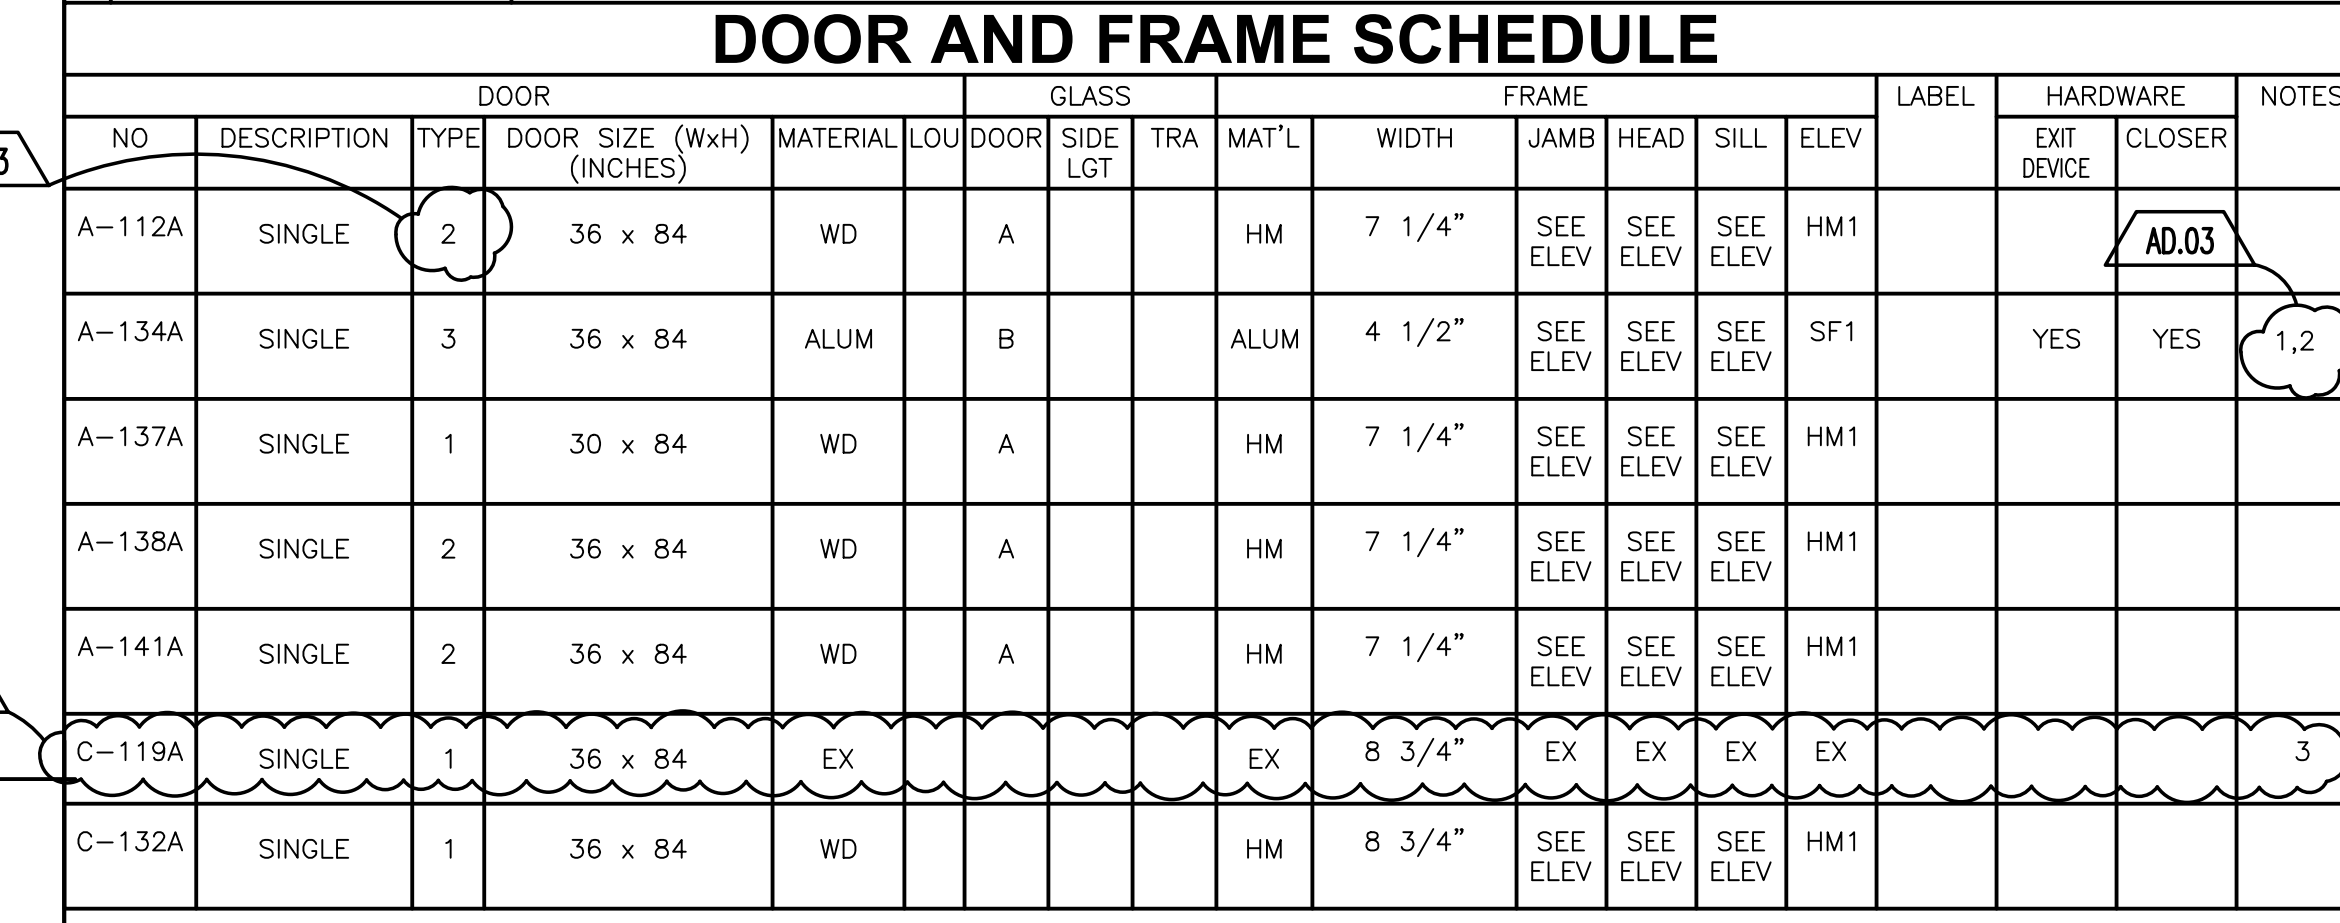 DOOR AND FRAME SCHEDULE
DOOR GLASS FRAME LABEL HARDWARE NOTES
NO DESCRIPTION TYPE DOOR SIZE (WxH) MATERIAL LOU DOOR SIDE TRA MAT'L WIDTH JAMB HEAD SILL ELEV EXIT CLOSER
(INCHES) LGT DEVICE
3
A-112A SINGLE 2 36 x 84 WD A HM 7 1/4" SEE SEE SEE HM1 AD.03
ELEV ELEV ELEV
A-134A SINGLE 3 36 x 84 ALUM B ALUM 4 1/2" SEE SEE SEE SF1 YES YES 1,2
ELEV ELEV ELEV
A-137A SINGLE 1 30 x 84 WD A HM 7 1/4" SEE SEE SEE HM1
ELEV ELEV ELEV
A-138A SINGLE 2 36 x 84 WD A HM 7 1/4" SEE SEE SEE HM1
ELEV ELEV ELEV
A-141A SINGLE 2 36 x 84 WD A HM 7 1/4" SEE SEE SEE HM1
ELEV ELEV ELEV
C-119A SINGLE 1 36 x 84 EX EX 8 3/4" EX EX EX EX 3
C-132A SINGLE 1 36 x 84 WD HM 8 3/4" SEE SEE SEE HM1
ELEV ELEV ELEV